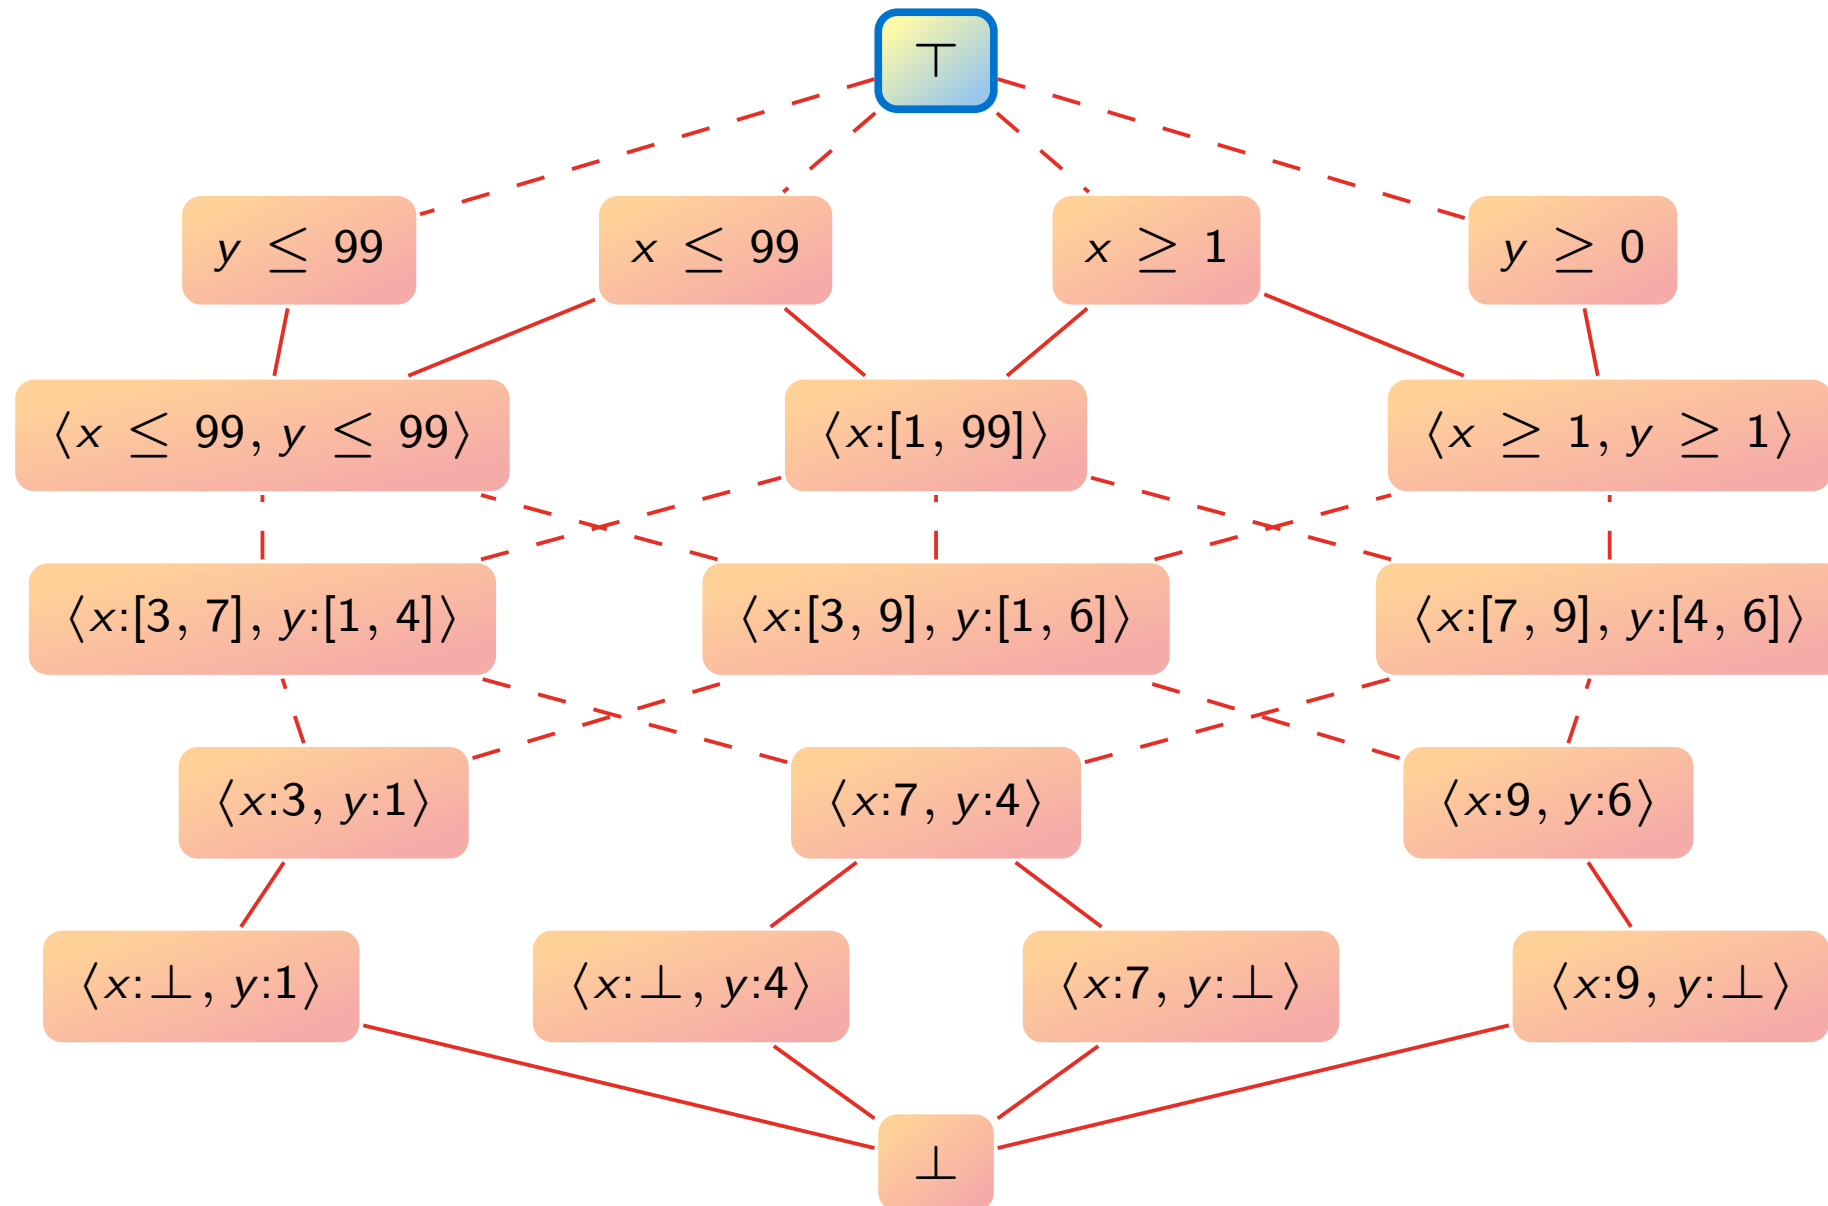 ⊤
y ≤ 99
x ≤ 99
x ≥ 1
y ≥ 0
⟨x ≤ 99, y ≤ 99⟩
⟨x:[1, 99]⟩
⟨x ≥ 1, y ≥ 1⟩
⟨x:[3, 7], y:[1, 4]⟩
⟨x:[3, 9], y:[1, 6]⟩
⟨x:[7, 9], y:[4, 6]⟩
⟨x:3, y:1⟩
⟨x:7, y:4⟩
⟨x:9, y:6⟩
⟨x:⊥, y:1⟩
⟨x:⊥, y:4⟩
⟨x:7, y:⊥⟩
⟨x:9, y:⊥⟩
⊥